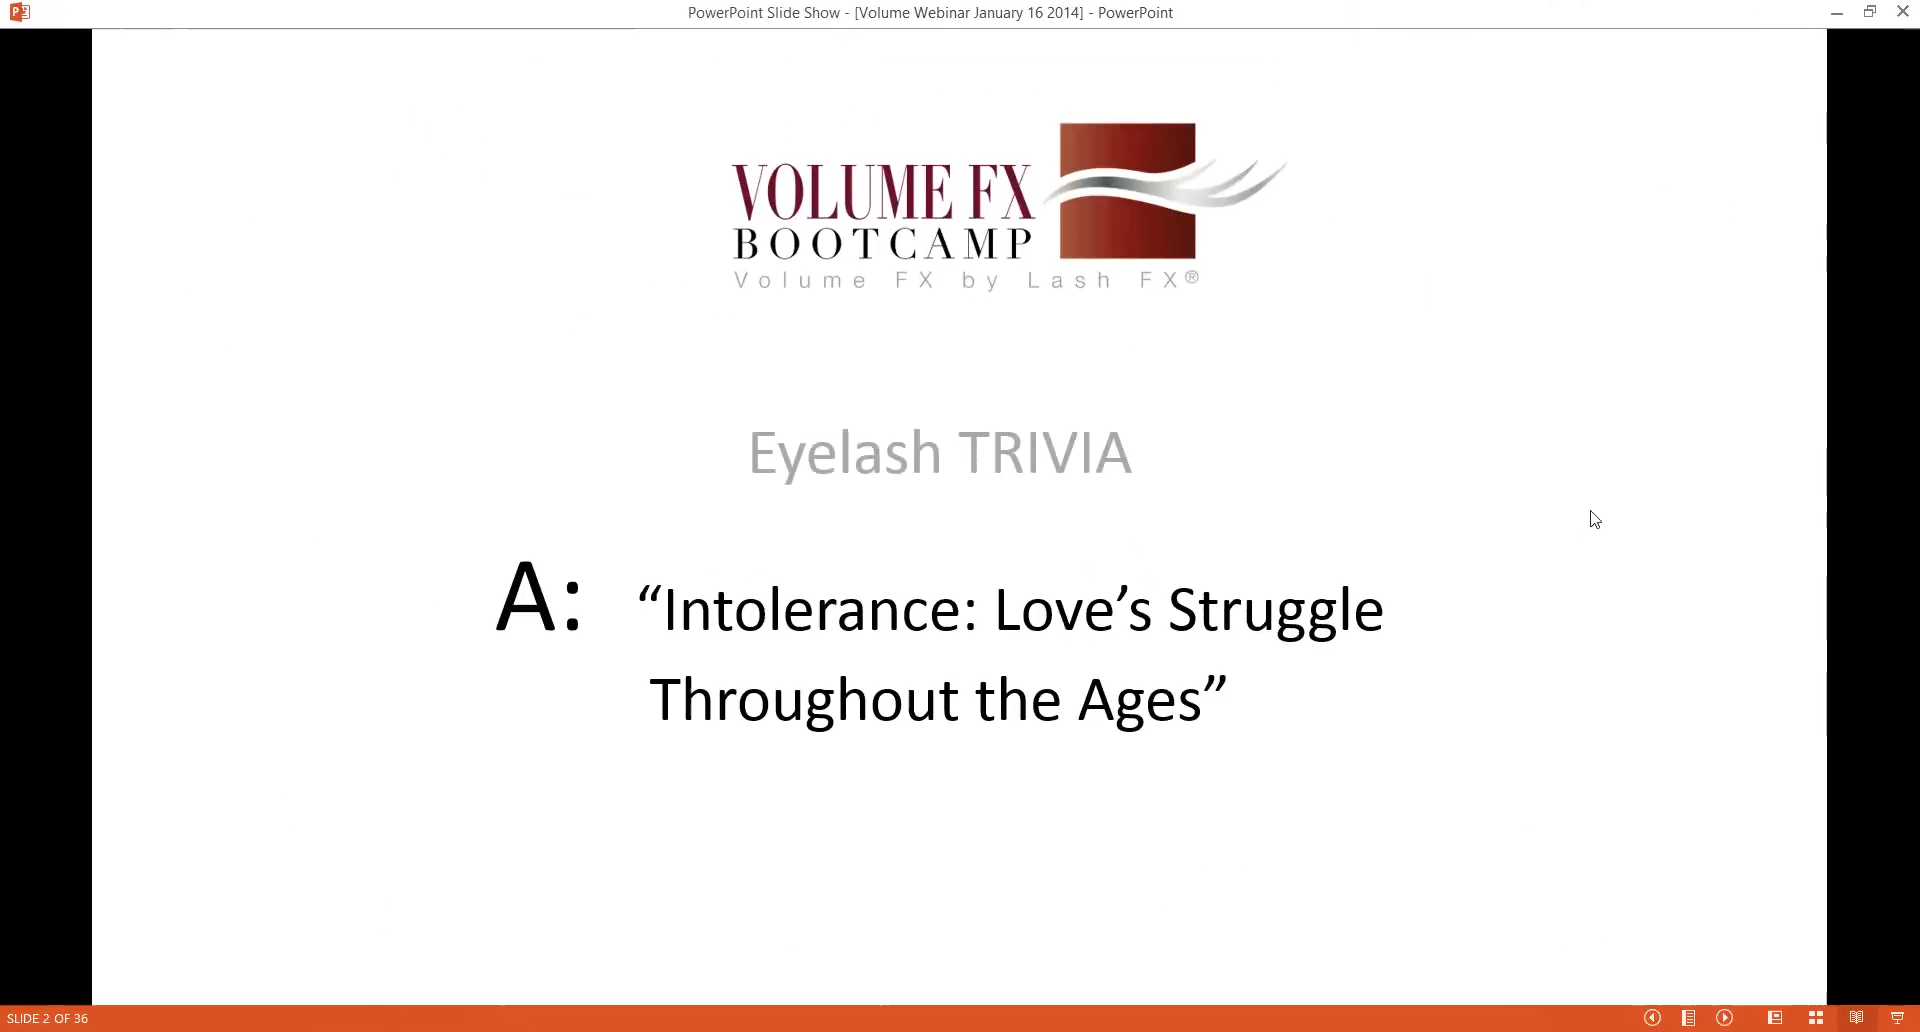 PowerPoint Slide Show - [Volume Webinar January 16 2014] - PowerPoint
VOLUME FX
BOOTCAMP
Volume FX by Lash FX®
Eyelash TRIVIA
A: “Intolerance: Love’s Struggle
Throughout the Ages”
SLIDE 2 OF 36